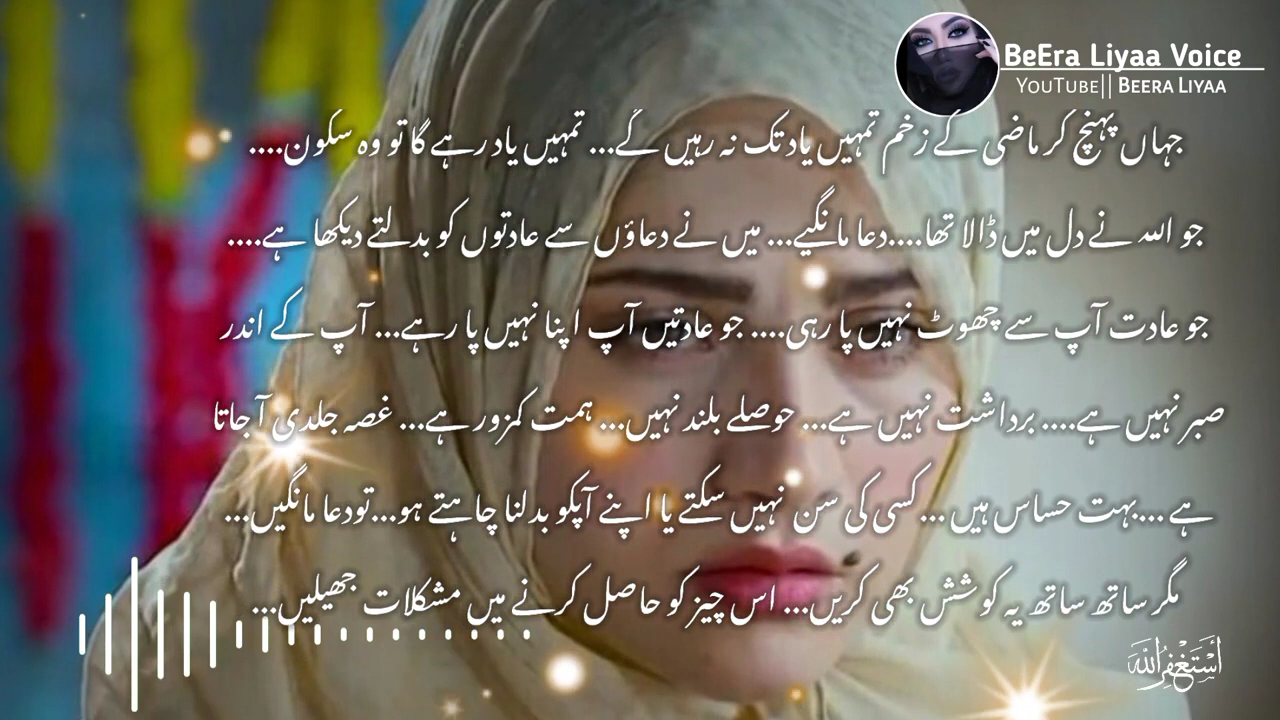 BeEra Liyaa Voice
YouTube|| Beera Liyaa
جہاں پہنچ کر ماضی کے زخم تمہیں یاد تک نہ رہیں گے... تمہیں یاد رہے گا تو وہ سکون....
جو اللہ نے دل میں ڈالا تھا....دعا مانگیے... میں نے دعاؤں سے عادتوں کو بدلتے دیکھا ہے....
جو عادت آپ سے چھوٹ نہیں پا رہی.... جو عادتیں آپ اپنا نہیں پا رہے... آپ کے اندر
صبر نہیں ہے.... برداشت نہیں ہے... حوصلے بلند نہیں... ہمت کمزور ہے... غصہ جلدی آ جاتا
ہے ...بہت حساس ہیں ... کسی کی سن نہیں سکتے یا اپنے آپکو بدلنا چاہتے ہو...تودعا مانگیں...
مگر ساتھ ساتھ یہ کوشش بھی کریں... اس چیز کو حاصل کرنے میں مشکلات جھیلیں...
أَسْتَغْفِرُ اللّٰه